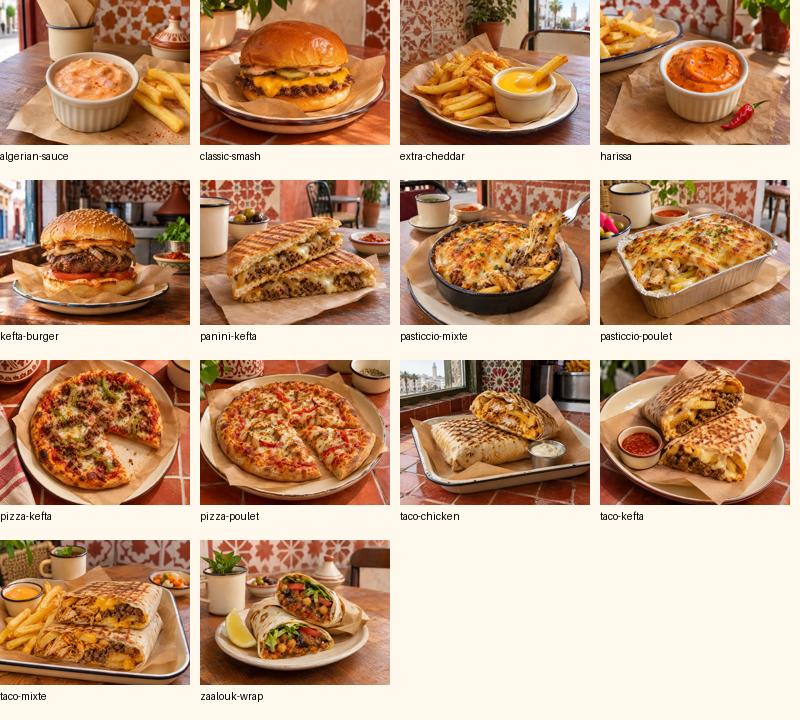 algerian-sauce
classic-smash
extra-cheddar
harissa
kefta-burger
panini-kefta
pasticcio-mixte
pasticcio-poulet
pizza-kefta
pizza-poulet
taco-chicken
taco-kefta
taco-mixte
zaalouk-wrap